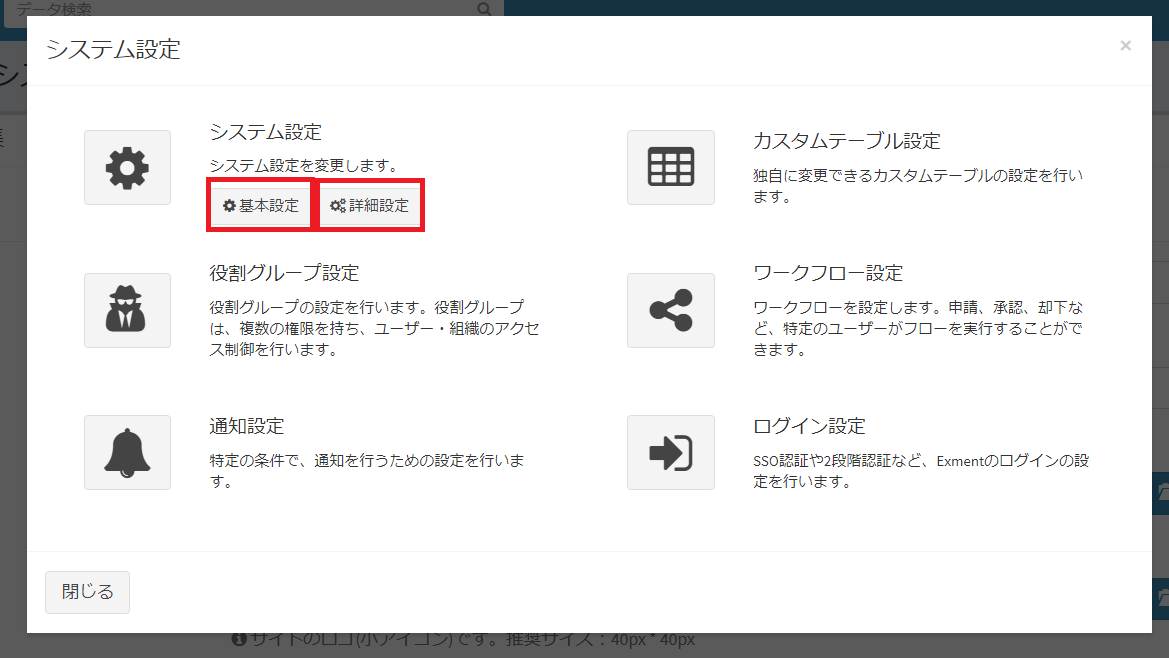 データ検索
システム設定
×
システム設定
システム設定を変更します。
基本設定
詳細設定
カスタムテーブル設定
独自に変更できるカスタムテーブルの設定を行い
ます。
役割グループ設定
役割グループの設定を行います。役割グループ
は、複数の権限を持ち、ユーザー・組織のアクセ
ス制御を行います。
ワークフロー設定
ワークフローを設定します。申請、承認、却下な
ど、特定のユーザーがフローを実行することがで
きます。
通知設定
特定の条件で、通知を行うための設定を行いま
す。
ログイン設定
SSO認証や2段階認証など、Exmentのログインの設
定を行います。
閉じる
サイトのロゴ(小アイコン)です。推奨サイズ：40px * 40px